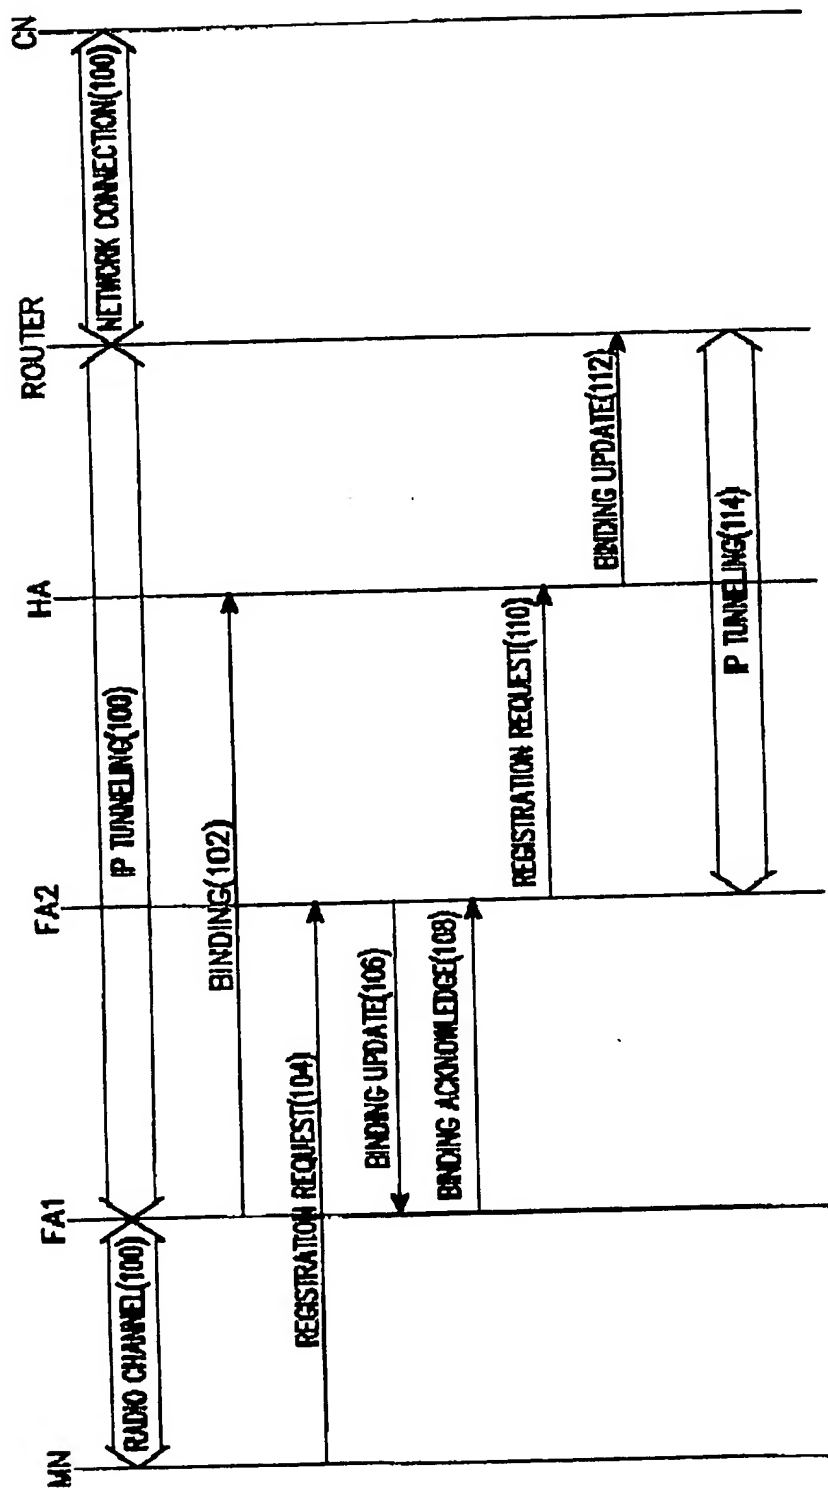 MN
FA1
FA2
HA
ROUTER
CN
RADIO CHANNEL(100)
IP TUNNELING(100)
NETWORK CONNECTION(100)
BINDING(102)
REGISTRATION REQUEST(104)
BINDING UPDATE(106)
BINDING ACKNOWLEDGE(108)
REGISTRATION REQUEST(110)
BINDING UPDATE(112)
IP TUNNELING(114)